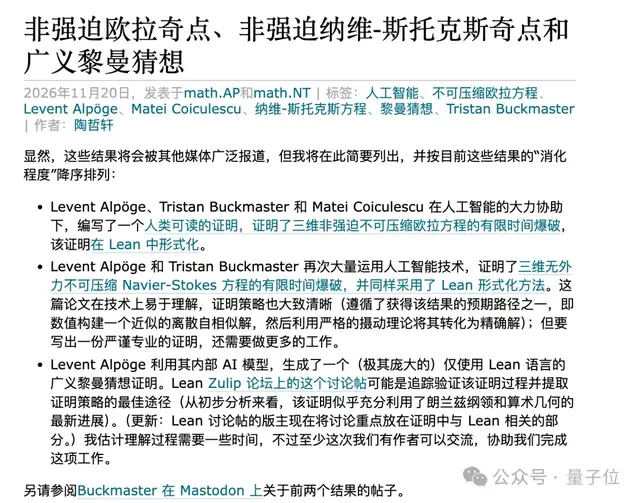 非强迫欧拉奇点、非强迫纳维-斯托克斯奇点和
广义黎曼猜想
2026年11月20日，发表于math.AP和math.NT | 标签：人工智能、不可压缩欧拉方程、
Levent Alpöge、Matei Coiculescu、纳维-斯托克斯方程、黎曼猜想、Tristan Buckmaster
| 作者：陶哲轩
显然，这些结果将会被其他媒体广泛报道，但我将在此简要列出，并按目前这些结果的“消化
程度”降序排列：
• Levent Alpöge、Tristan Buckmaster 和 Matei Coiculescu 在人工智能的大力协助
下，编写了一个人类可读的证明，证明了三维非强迫不可压缩欧拉方程的有限时间爆破，
该证明在 Lean 中形式化。
• Levent Alpöge 和 Tristan Buckmaster 再次大量运用人工智能技术，证明了三维无外
力不可压缩 Navier-Stokes 方程的有限时间爆破，并同样采用了 Lean 形式化方法。这
篇论文在技术上易于理解，证明策略也大致清晰（遵循了获得该结果的预期路径之一，即
数值构建一个近似的离散自相似解，然后利用严格的摄动理论将其转化为精确解）；但要
写出一份严谨专业的证明，还需要做更多的工作。
• Levent Alpöge 利用其内部 AI 模型，生成了一个（极其庞大的）仅使用 Lean 语言的
广义黎曼猜想证明。Lean Zulip 论坛上的这个讨论帖可能是追踪验证该证明过程并提取
证明策略的最佳途径（从初步分析来看，该证明似乎充分利用了朗兰兹纲领和算术几何的
最新进展）。（更新：Lean 讨论帖的版主现在将讨论重点放在证明中与 Lean 相关的部
分。）我估计理解过程需要一些时间，不过至少这次我们有作者可以交流，协助我们完成
这项工作。
另请参阅Buckmaster 在 Mastodon 上关于前两个结果的帖子。
公众号·量子位